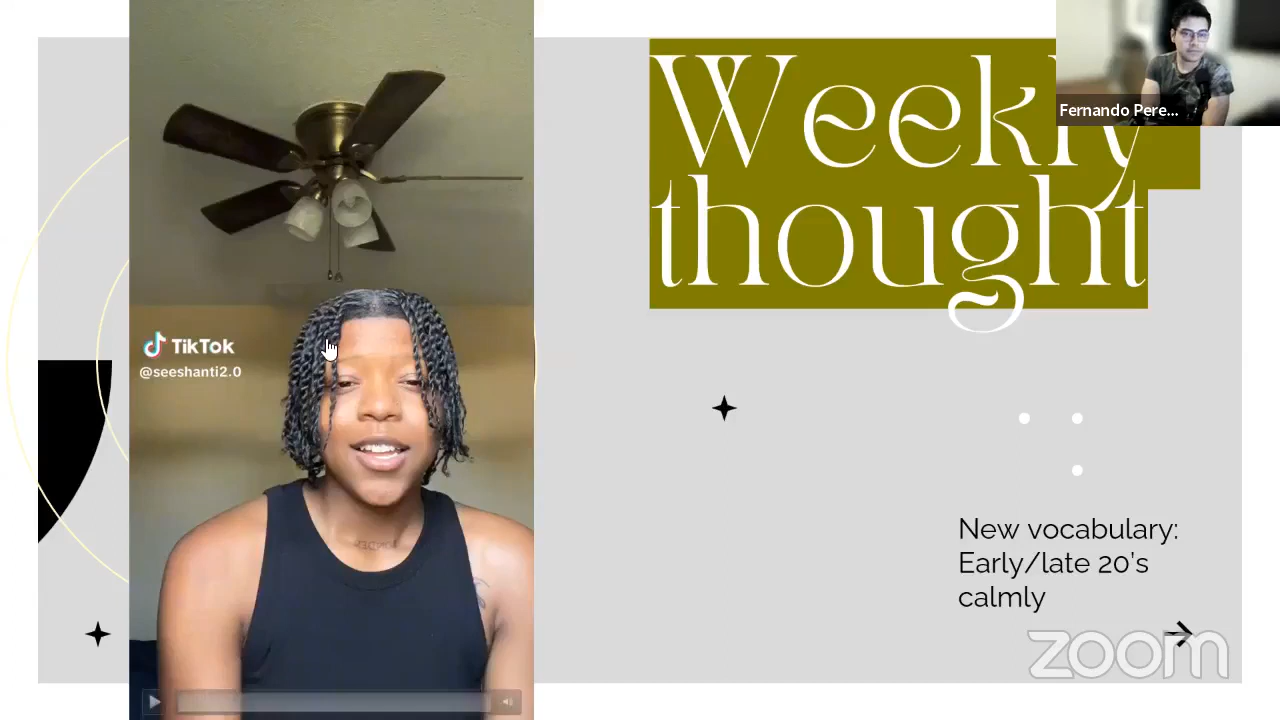 Weekly
thought
Fernando Pere...
TikTok
@seeshanti2.0
New vocabulary:
Early/late 20's
calmly
zoom